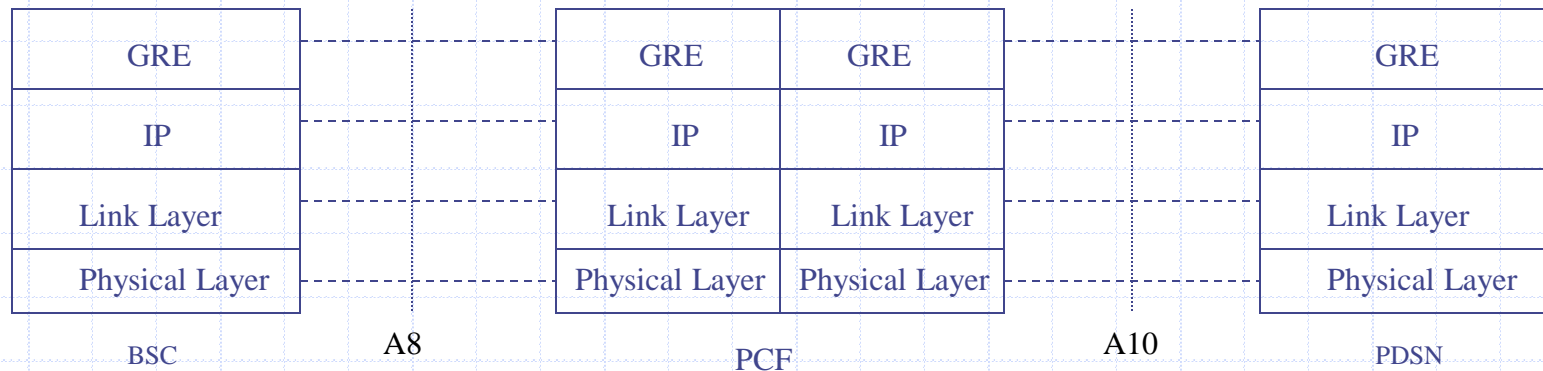 GRE GRE GRE GRE
IP IP IP IP
Link Layer Link Layer Link Layer Link Layer
Physical Layer Physical Layer Physical Layer Physical Layer
BSC A8 PCF A10 PDSN